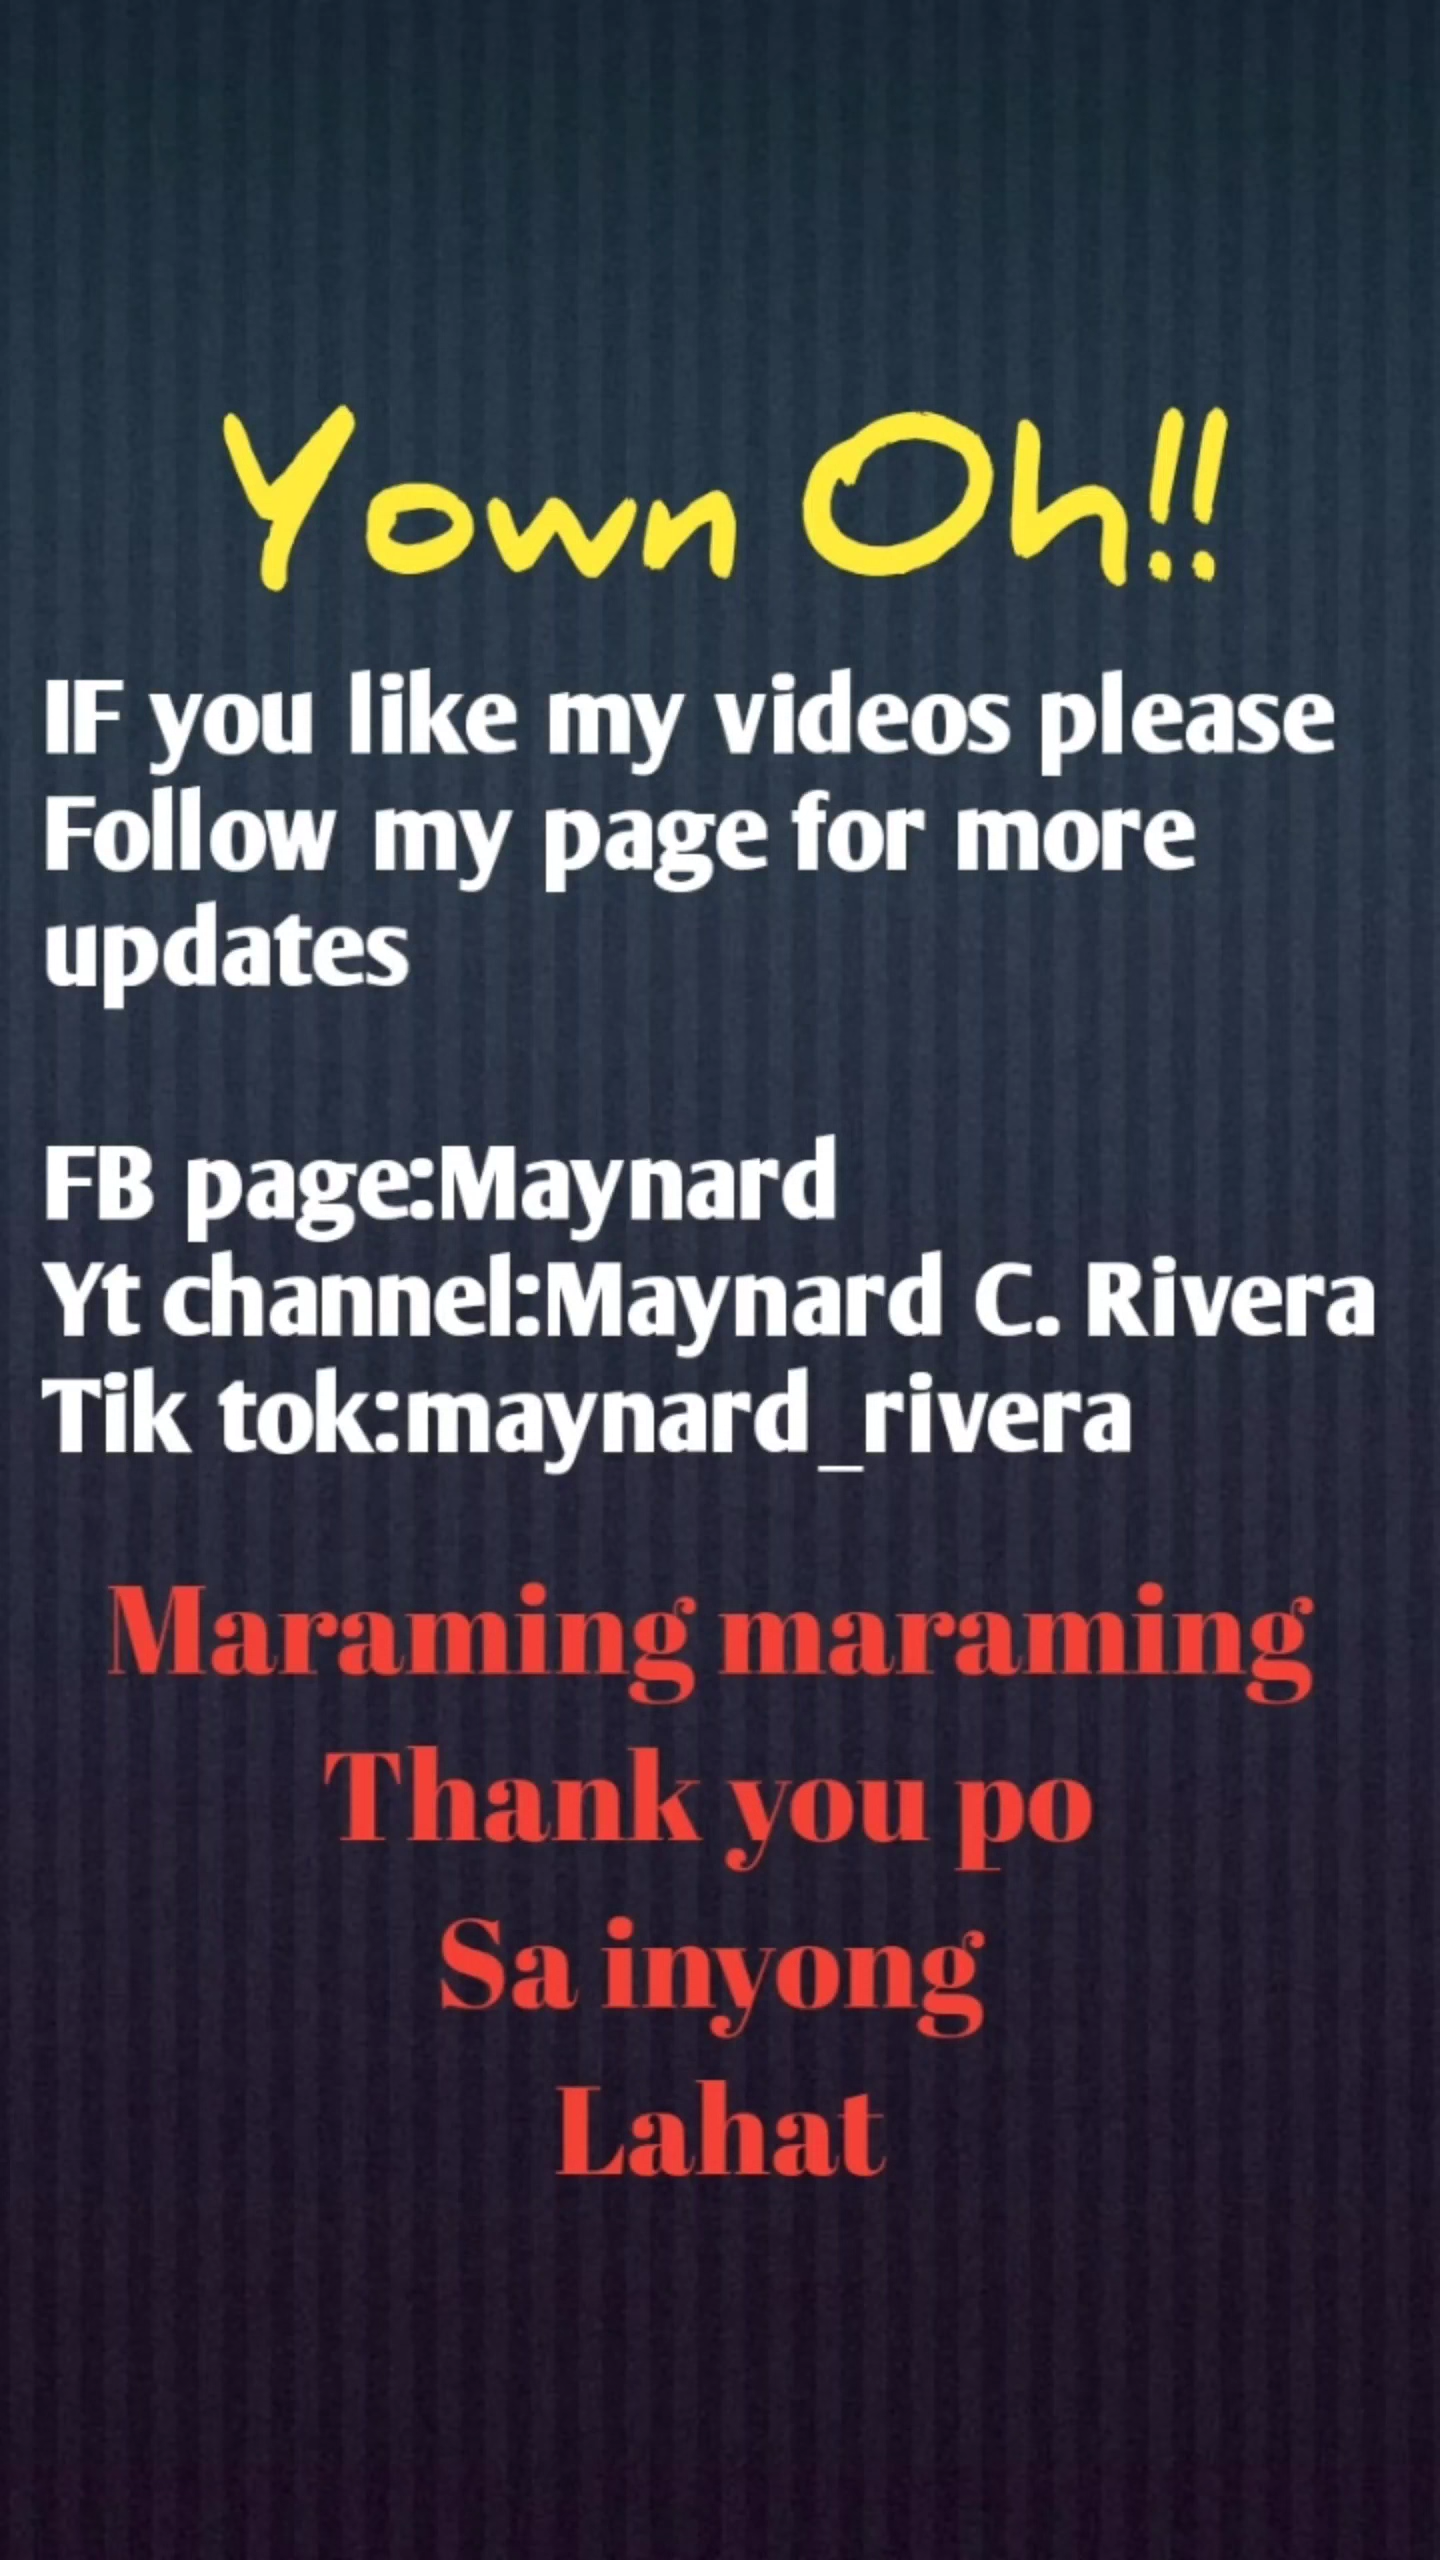 Yown Oh!!
IF you like my videos please
Follow my page for more
updates
FB page:Maynard
Yt channel:Maynard C. Rivera
Tik tok:maynard_rivera
Maraming maraming
Thank you po
Sa inyong
Lahat